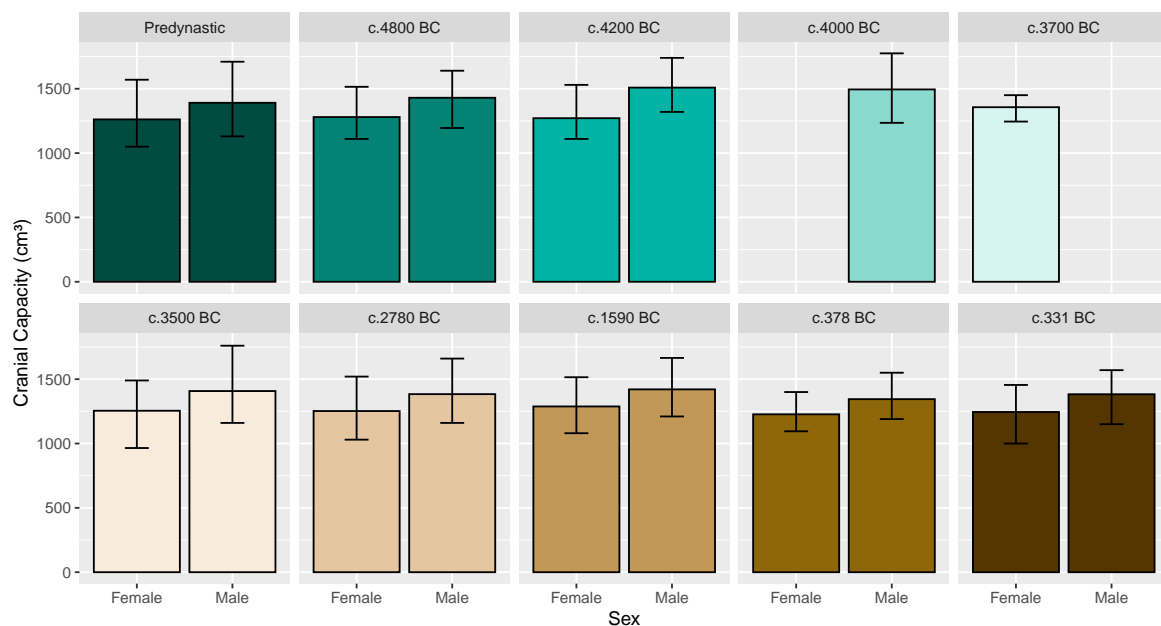 Predynastic
c.4800 BC
c.4200 BC
c.4000 BC
c.3700 BC
1500
1000
500
0
c.3500 BC
c.2780 BC
c.1590 BC
c.378 BC
c.331 BC
1500
1000
500
0
Cranial Capacity (cm³)
Female Male
Female Male
Female Male
Female Male
Female Male
Sex